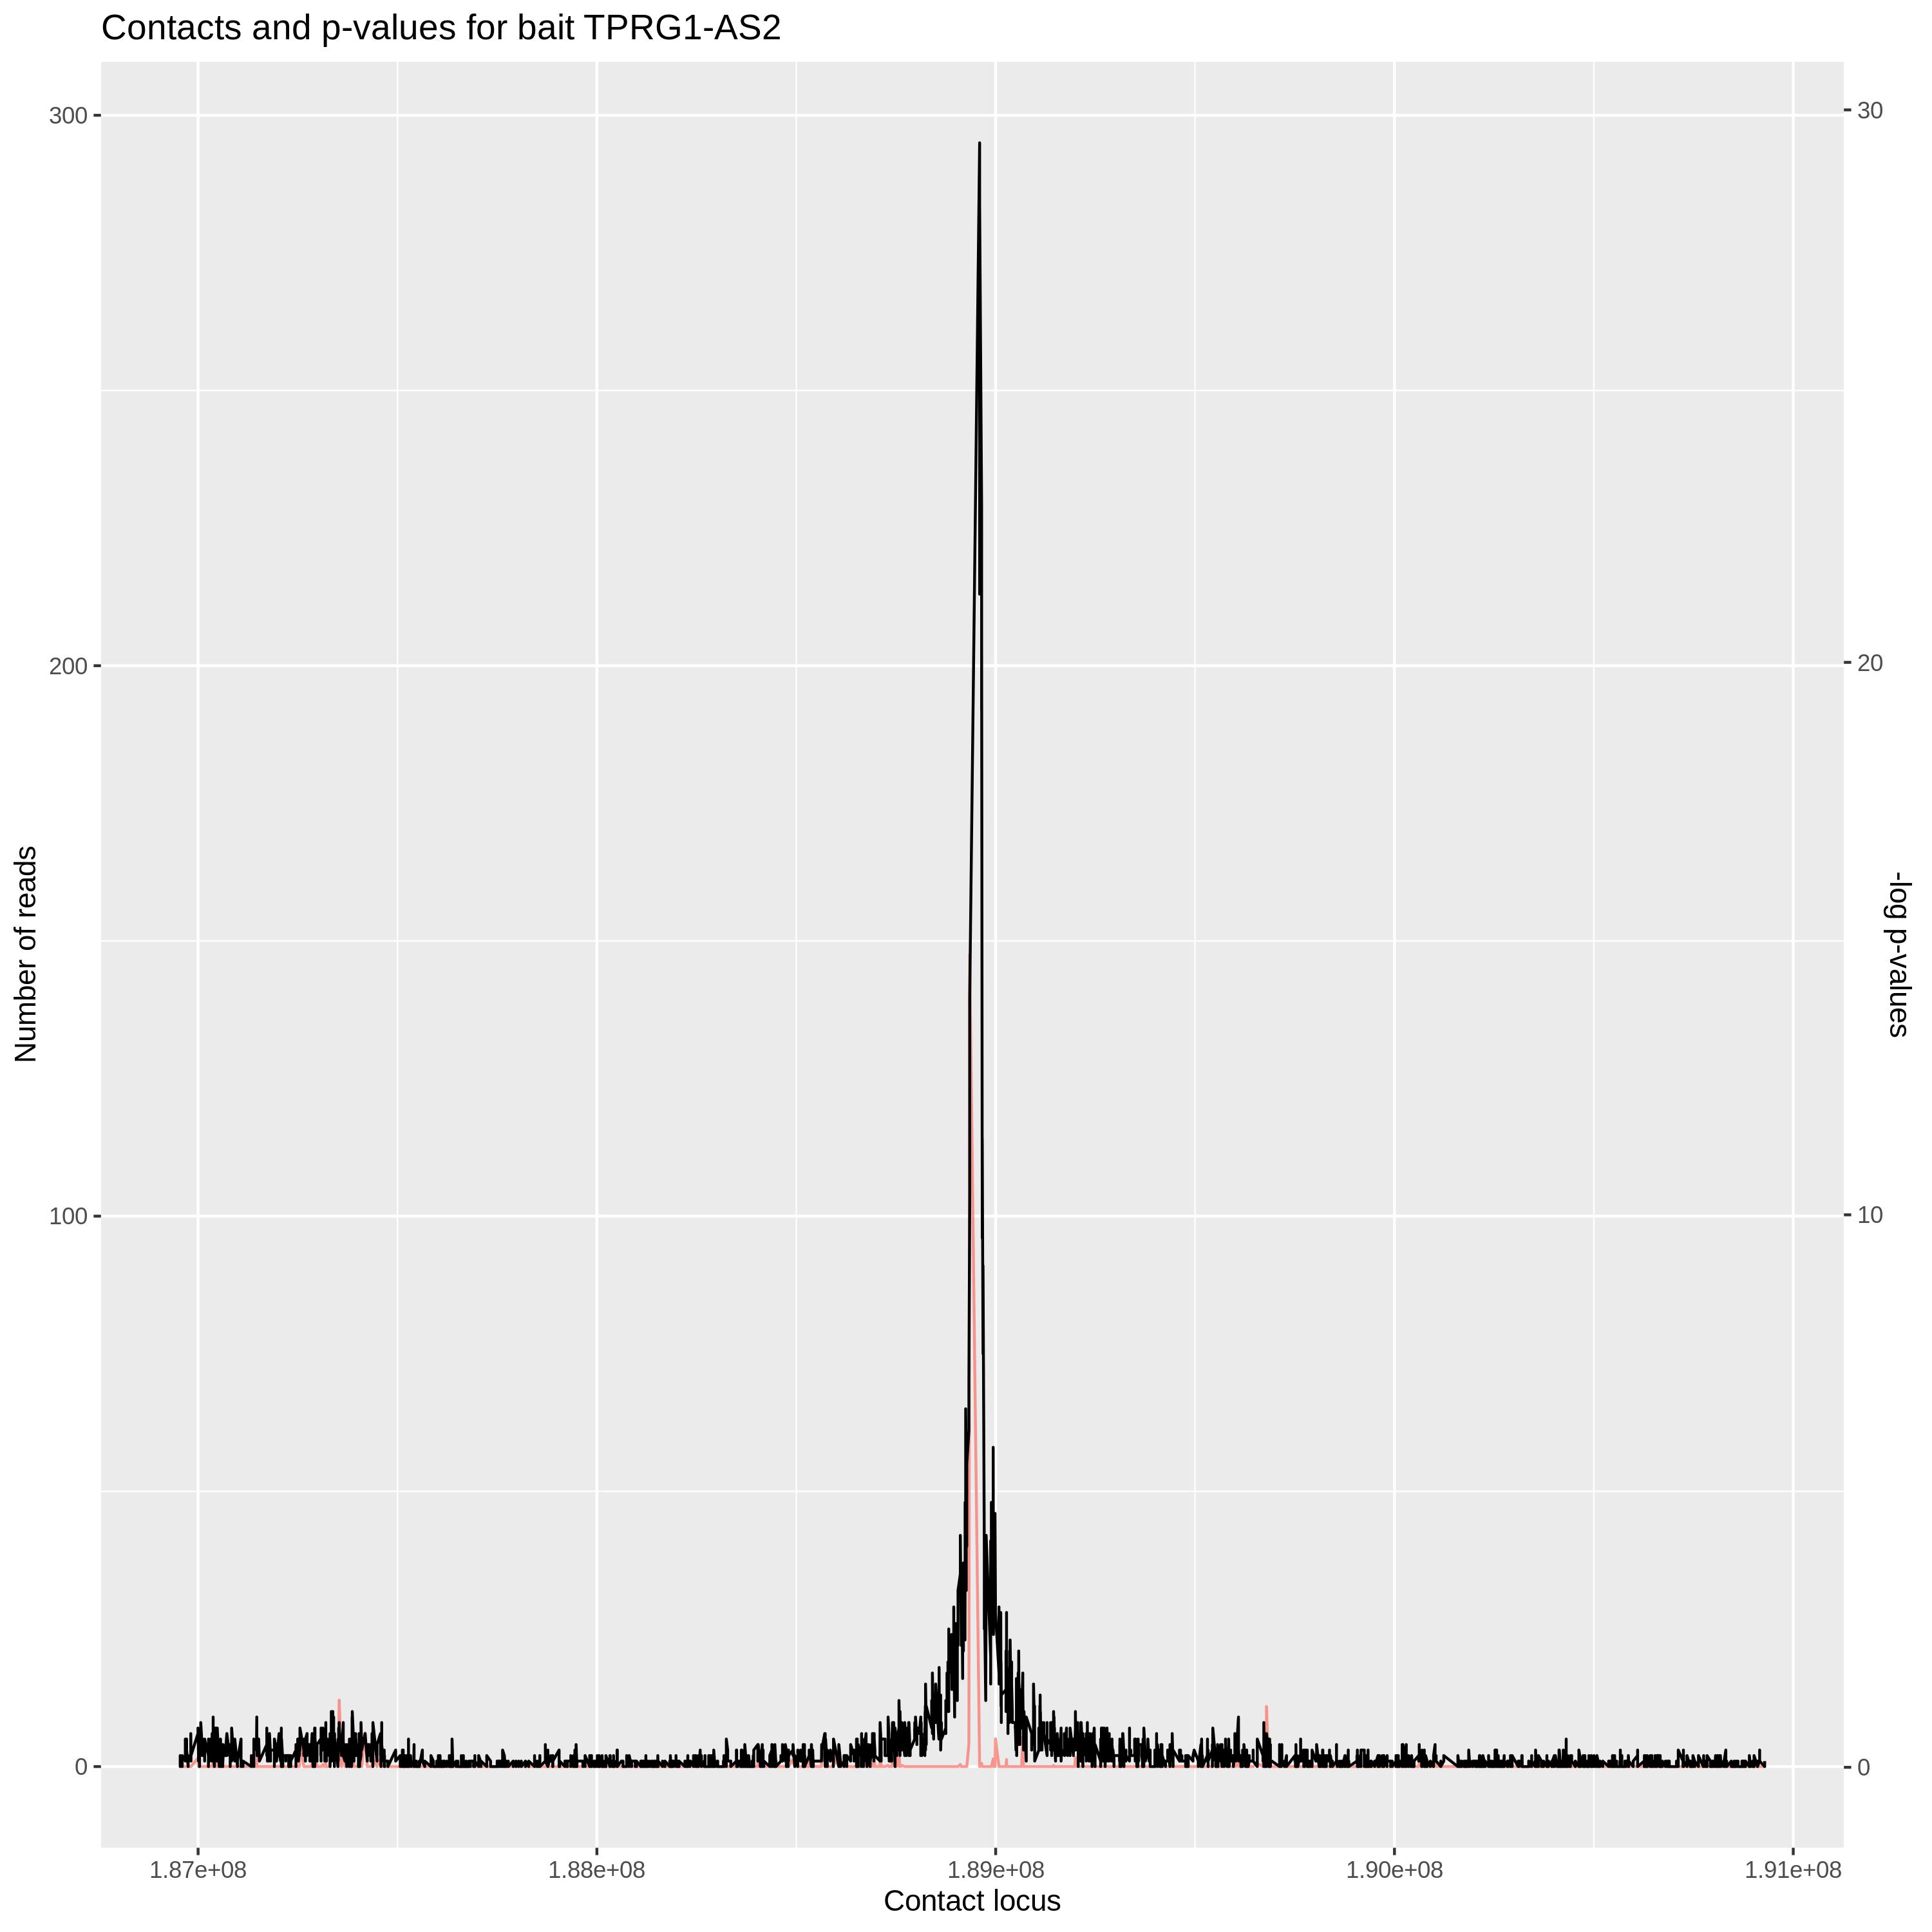 Contacts and p-values for bait TPRG1-AS2
300
200
100
0
Number of reads
30
20
10
0
-log p-values
1.87e+08 1.88e+08 1.89e+08 1.90e+08 1.91e+08
Contact locus